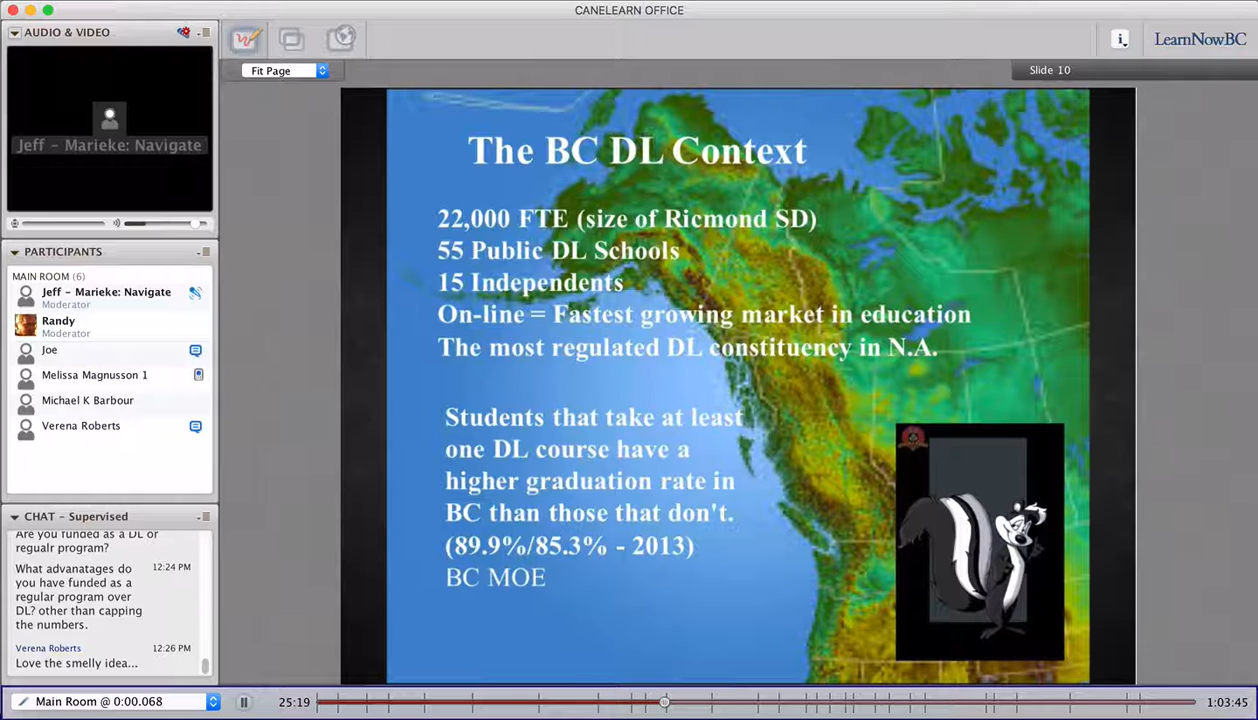 CANELEARN OFFICE
AUDIO & VIDEO
Jeff - Marieke: Navigate
PARTICIPANTS
MAIN ROOM (6)
Jeff - Marieke: Navigate
Moderator
Randy
Moderator
Joe
Melissa Magnusson 1
Michael K Barbour
Verena Roberts
CHAT - Supervised
Are you funded as a DL or
regualr program?
What advanatages do 12:24 PM
you have funded as a
regular program over
DL? other than capping
the numbers.
Verena Roberts 12:26 PM
Love the smelly idea...
Main Room @ 0:00.068
25:19
1:03:45
Fit Page
Slide 10
LearnNowBC
The BC DL Context
22,000 FTE (size of Ricmond SD)
55 Public DL Schools
15 Independents
On-line = Fastest growing market in education
The most regulated DL constituency in N.A.
Students that take at least
one DL course have a
higher graduation rate in
BC than those that don't.
(89.9%/85.3% - 2013)
BC MOE